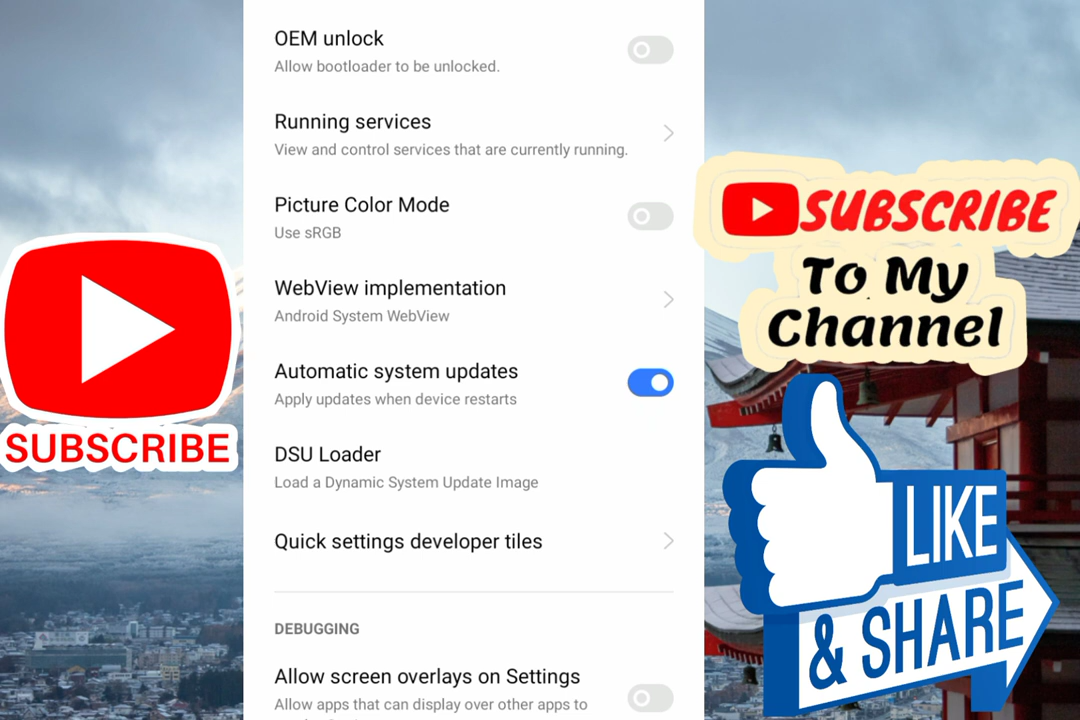 OEM unlock
Allow bootloader to be unlocked.
Running services
View and control services that are currently running.
Picture Color Mode
Use sRGB
WebView implementation
Android System WebView
Automatic system updates
Apply updates when device restarts
DSU Loader
Load a Dynamic System Update Image
Quick settings developer tiles
DEBUGGING
Allow screen overlays on Settings
Allow apps that can display over other apps to
SUBSCRIBE
SUBSCRIBE
To My
Channel
LIKE
& SHARE